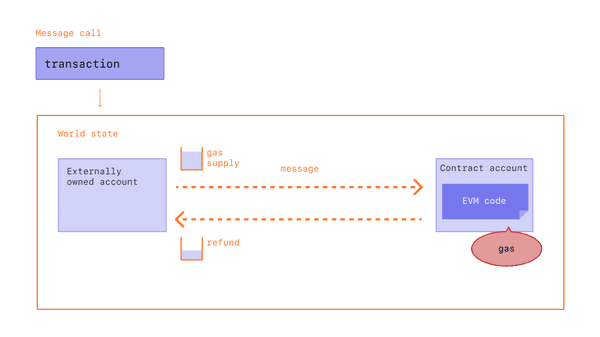 Message call
transaction
World state
Externally
owned account
gas
supply
message
Contract account
EVM code
gas
refund